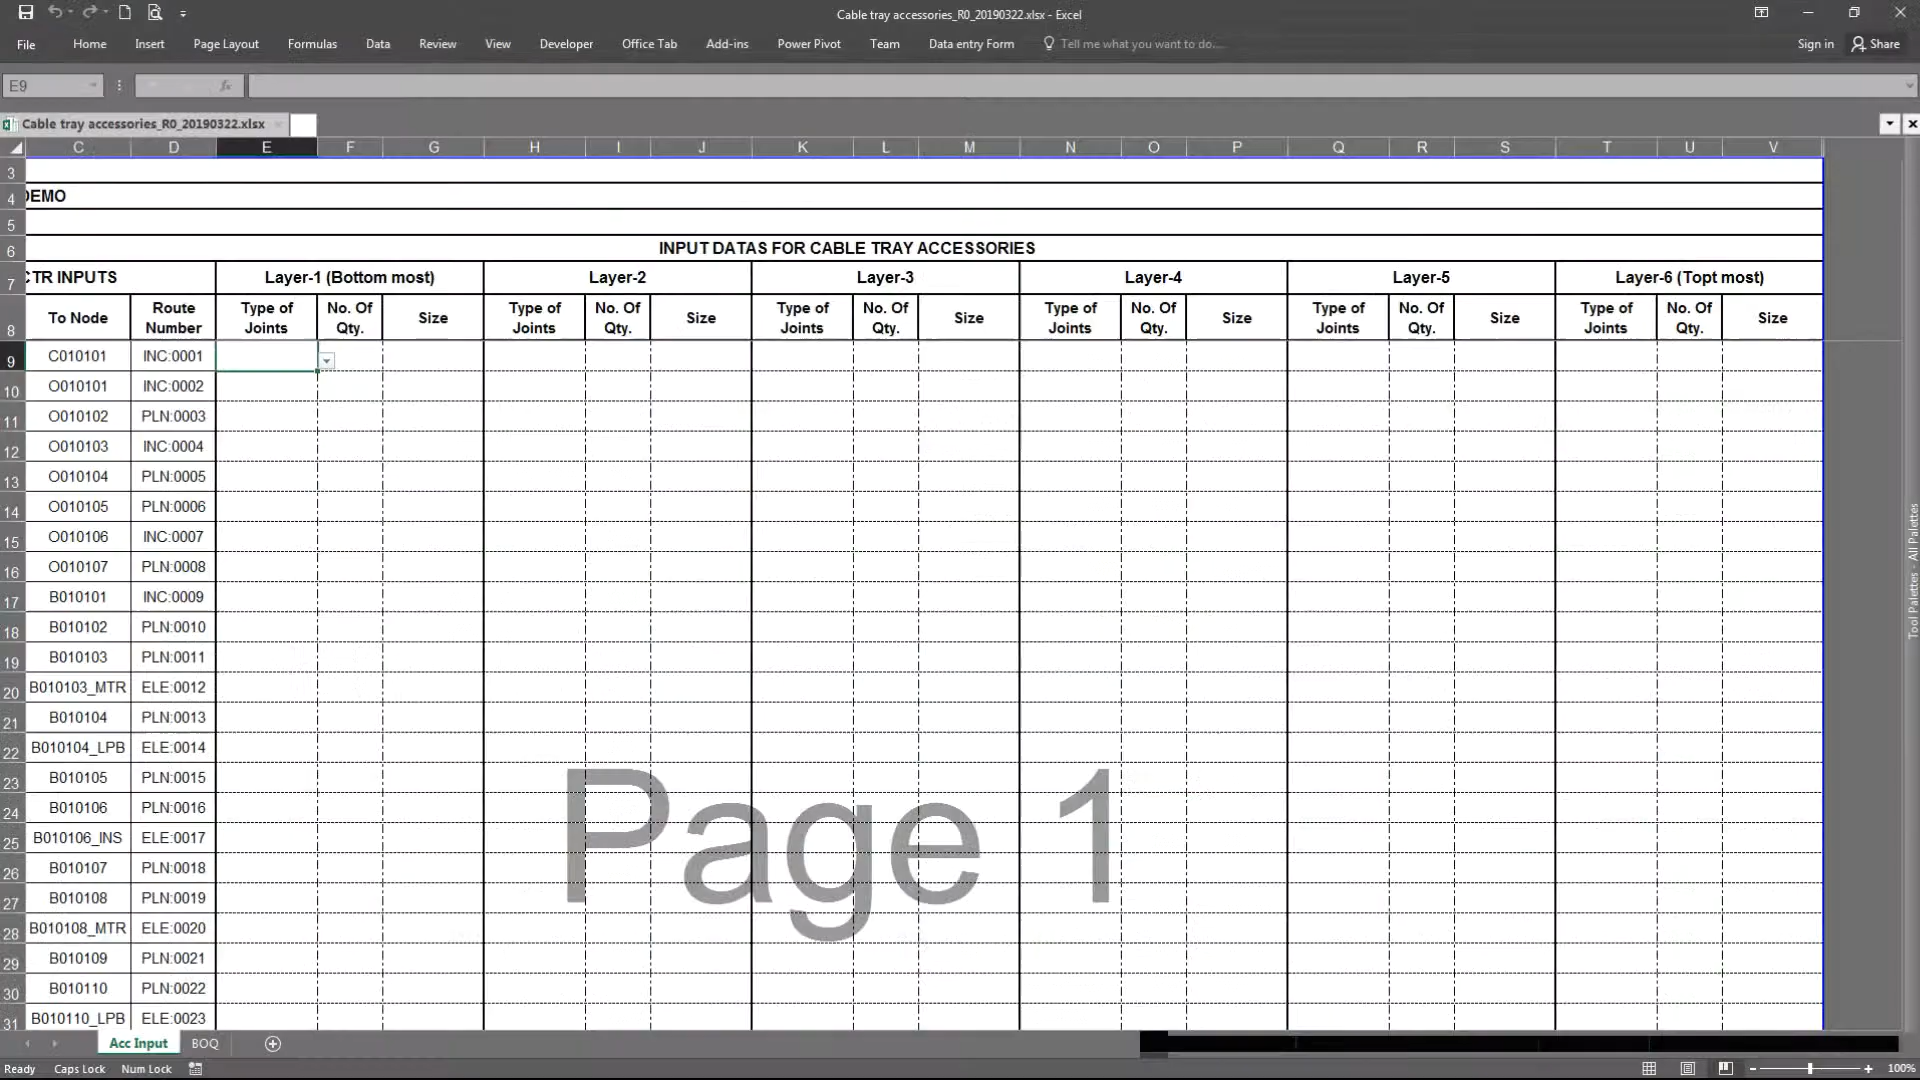 Cable tray accessories_R0_20190322.xlsx - Excel
File Home Insert Page Layout Formulas Data Review View Developer Office Tab Add-ins Power Pivot Team Data entry Form Tell me what you want to do... Sign in Share
E9 fx
Cable tray accessories_R0_20190322.xlsx
C D E F G H I J K L M N O P Q R S T U V
3
4 DEMO
5
6 INPUT DATAS FOR CABLE TRAY ACCESSORIES
7 CTR INPUTS Layer-1 (Bottom most) Layer-2 Layer-3 Layer-4 Layer-5 Layer-6 (Topt most)
Route Type of No. Of Type of No. Of Type of No. Of Type of No. Of Type of No. Of Type of No. Of
8 To Node Size Size Size Size Size Size
Number Joints Qty. Joints Qty. Joints Qty. Joints Qty. Joints Qty. Joints Qty.
9 C010101 INC:0001
10 O010101 INC:0002
11 O010102 PLN:0003
12 O010103 INC:0004
13 O010104 PLN:0005
14 O010105 PLN:0006
15 O010106 INC:0007
16 O010107 PLN:0008
17 B010101 INC:0009
18 B010102 PLN:0010
19 B010103 PLN:0011
20 B010103_MTR ELE:0012
21 B010104 PLN:0013
22 B010104_LPB ELE:0014
23 B010105 PLN:0015
24 B010106 PLN:0016
25 B010106_INS ELE:0017
26 B010107 PLN:0018
27 B010108 PLN:0019
28 B010108_MTR ELE:0020
29 B010109 PLN:0021
30 B010110 PLN:0022
31 B010110_LPB ELE:0023
Page 1
Tool Palettes - All Palettes
Acc Input BOQ
Ready Caps Lock Num Lock 100%